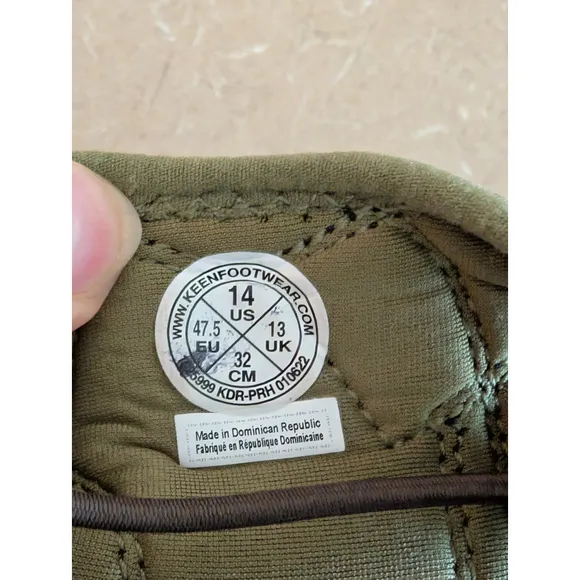 WWW.KEENFOOTWEAR.COM
14
US
47.5
EU
13
UK
32
CM
KDR-PRH 010622
Made in Dominican Republic
Fabriqué en République Dominicaine